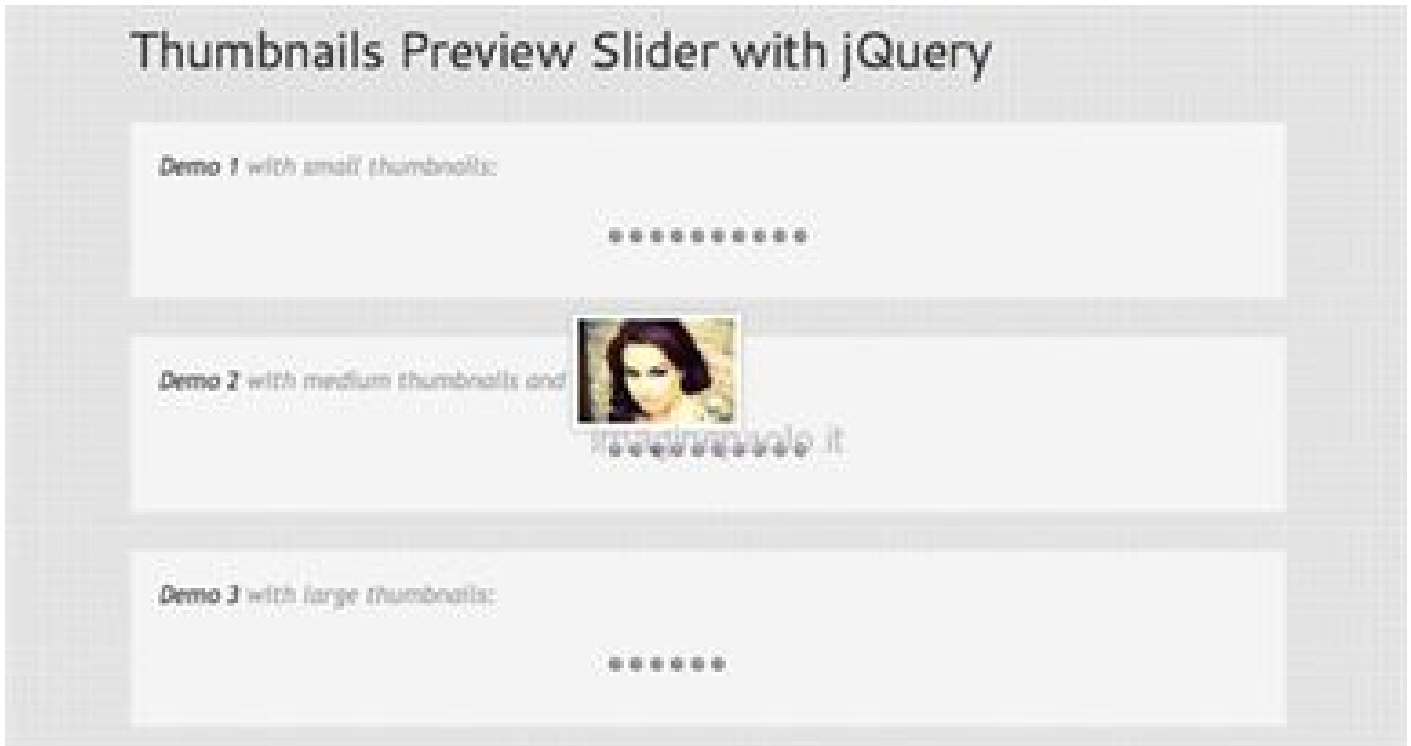 Thumbnails Preview Slider with jQuery
Demo 1 with small thumbnails:
Demo 2 with medium thumbnails and
it
Demo 3 with large thumbnails: